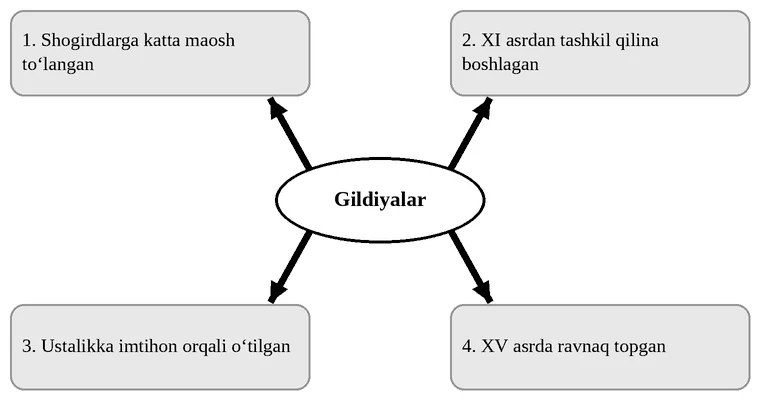 1. Shogirdlarga katta maosh
to‘langan
2. XI asrdan tashkil qilina
boshlagan
Gildiyalar
3. Ustalikka imtihon orqali o‘tilgan
4. XV asrda ravnaq topgan